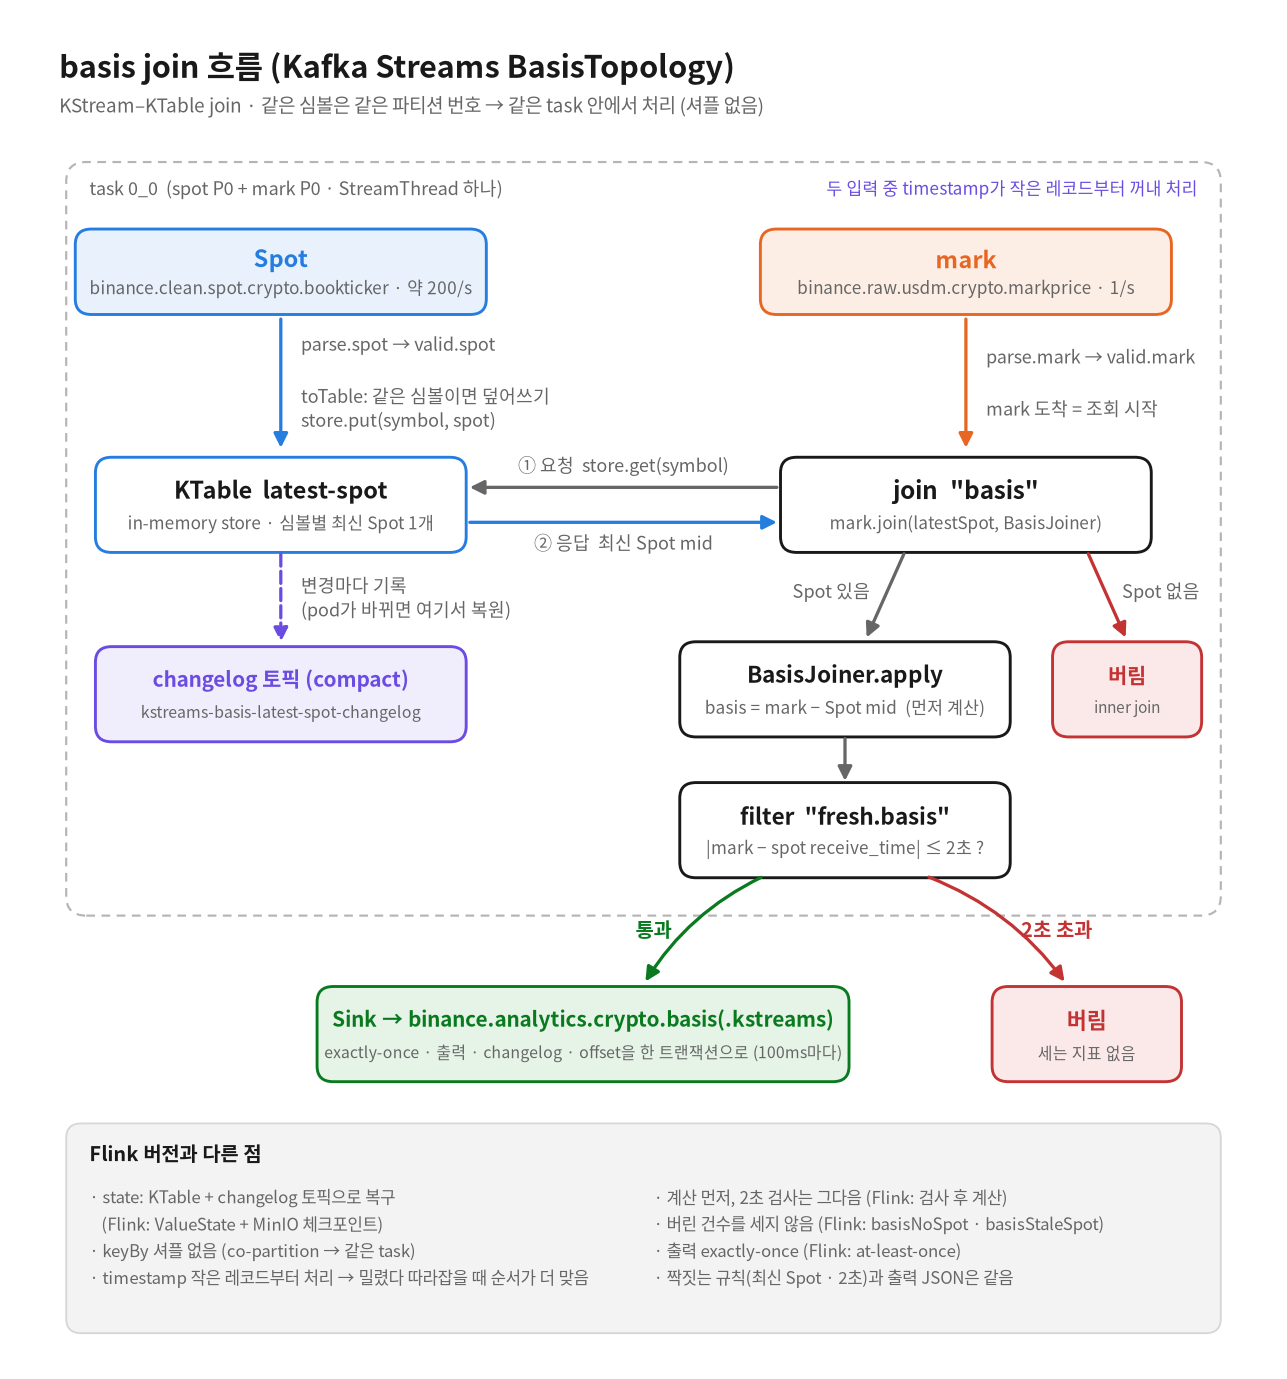 basis join 흐름 (Kafka Streams BasisTopology)
KStream–KTable join · 같은 심볼은 같은 파티션 번호 → 같은 task 안에서 처리 (셔플 없음)
task 0_0 (spot P0 + mark P0 · StreamThread 하나)
두 입력 중 timestamp가 작은 레코드부터 꺼내 처리
Spot
binance.clean.spot.crypto.bookticker · 약 200/s
mark
binance.raw.usdm.crypto.markprice · 1/s
parse.spot → valid.spot
toTable: 같은 심볼이면 덮어쓰기
store.put(symbol, spot)
parse.mark → valid.mark
mark 도착 = 조회 시작
KTable latest-spot
in-memory store · 심볼별 최신 Spot 1개
① 요청 store.get(symbol)
② 응답 최신 Spot mid
join "basis"
mark.join(latestSpot, BasisJoiner)
변경마다 기록
(pod가 바뀌면 여기서 복원)
Spot 있음
Spot 없음
changelog 토픽 (compact)
kstreams-basis-latest-spot-changelog
BasisJoiner.apply
basis = mark − Spot mid (먼저 계산)
버림
inner join
filter "fresh.basis"
|mark − spot receive_time| ≤ 2초 ?
통과
2초 초과
Sink → binance.analytics.crypto.basis(.kstreams)
exactly-once · 출력 · changelog · offset을 한 트랜잭션으로 (100ms마다)
버림
세는 지표 없음
Flink 버전과 다른 점
· state: KTable + changelog 토픽으로 복구
(Flink: ValueState + MinIO 체크포인트)
· keyBy 셔플 없음 (co-partition → 같은 task)
· timestamp 작은 레코드부터 처리 → 밀렸다 따라잡을 때 순서가 더 맞음
· 계산 먼저, 2초 검사는 그다음 (Flink: 검사 후 계산)
· 버린 건수를 세지 않음 (Flink: basisNoSpot · basisStaleSpot)
· 출력 exactly-once (Flink: at-least-once)
· 짝짓는 규칙(최신 Spot · 2초)과 출력 JSON은 같음